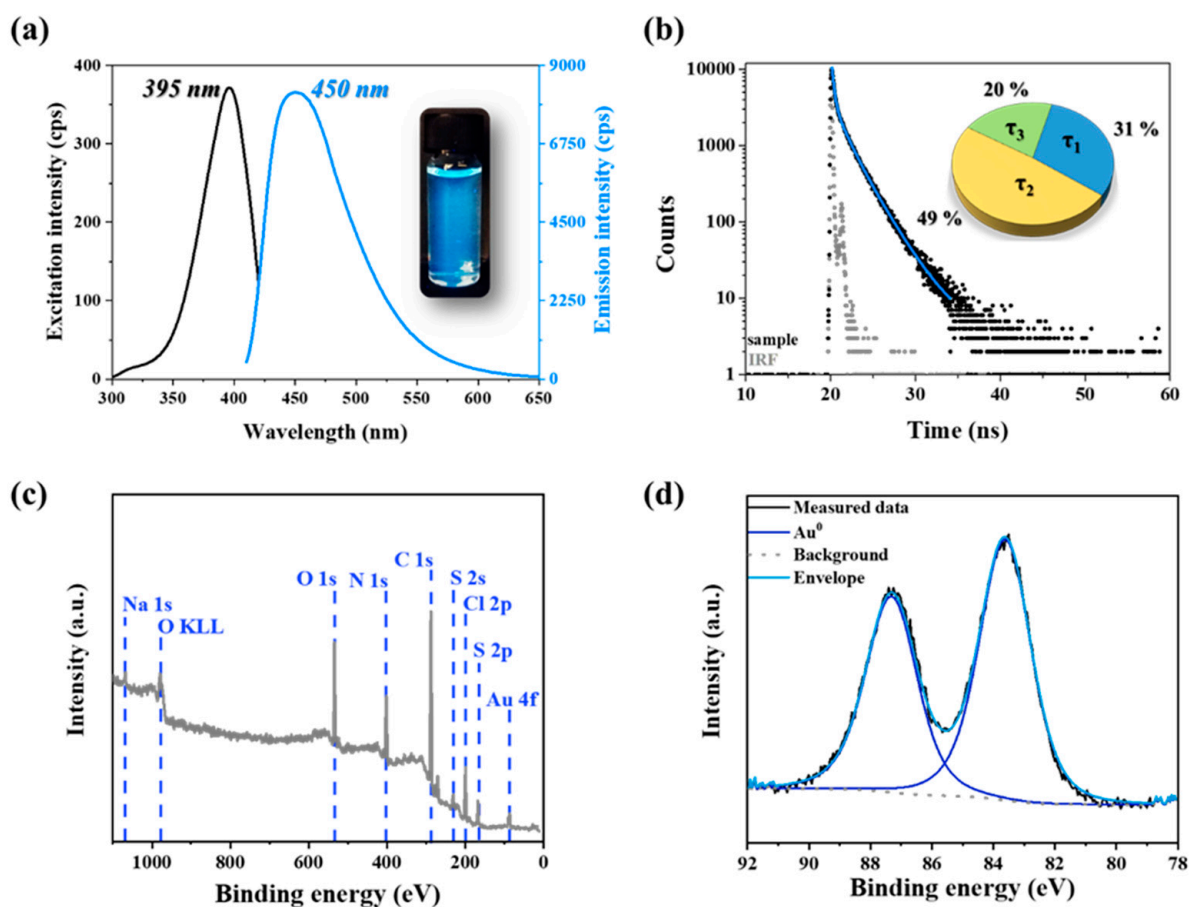 (a)
395 nm
450 nm
Excitation intensity (cps)
400
300
200
100
0
300
400
450
500
550
600
650
Wavelength (nm)
9000
6750
4500
2250
0
Emission intensity (cps)
(b)
Counts
10000
1000
100
10
1
sample
IRF
20 %
31 %
49 %
τ3
τ1
τ2
10
20
30
40
50
60
Time (ns)
(c)
Intensity (a.u.)
Na 1s
O KLL
O 1s
N 1s
C 1s
S 2s
Cl 2p
S 2p
Au 4f
1000
800
600
400
200
0
Binding energy (eV)
(d)
Measured data
Au⁰
Background
Envelope
Intensity (a.u.)
92
90
88
86
84
82
80
78
Binding energy (eV)